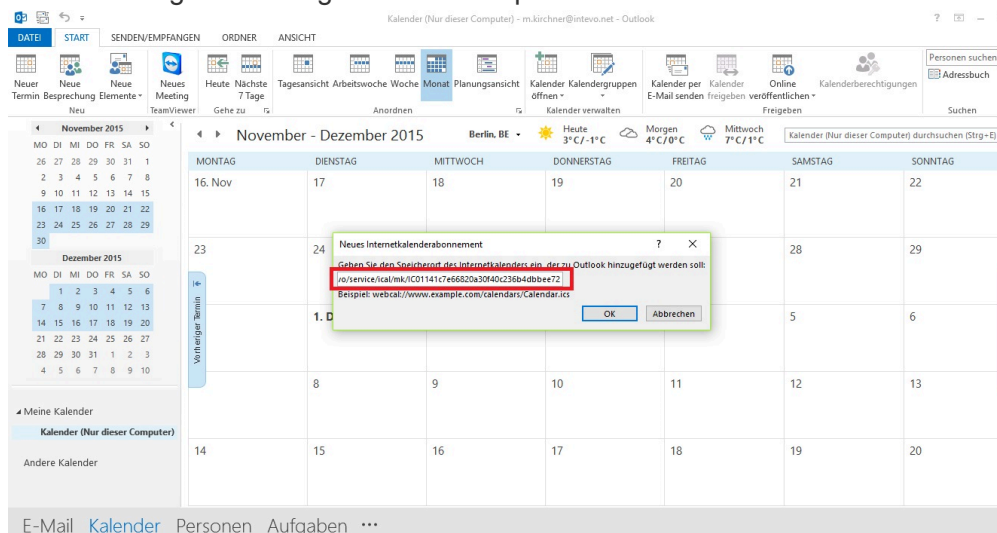 Kalender (Nur dieser Computer) - m.kirchner@intevo.net - Outlook
DATEI START SENDEN/EMPFANGEN ORDNER ANSICHT
Neuer Termin
Neue Besprechung
Neue Elemente
Neues Meeting
Heute
Nächste 7 Tage
Tagesansicht Arbeitswoche Woche Monat Planungsansicht
Kalender öffnen
Kalendergruppen
Kalender per E-Mail senden
Kalender freigeben
Online veröffentlichen
Kalenderberechtigungen
Personen suchen
Adressbuch
Neu TeamViewer Gehe zu Anordnen Kalender verwalten Freigeben Suchen
November 2015
MO DI MI DO FR SA SO
26 27 28 29 30 31 1
2 3 4 5 6 7 8
9 10 11 12 13 14 15
16 17 18 19 20 21 22
23 24 25 26 27 28 29
30
Dezember 2015
MO DI MI DO FR SA SO
1 2 3 4 5 6
7 8 9 10 11 12 13
14 15 16 17 18 19 20
21 22 23 24 25 26 27
28 29 30 31 1 2 3
4 5 6 7 8 9 10
Meine Kalender
Kalender (Nur dieser Computer)
Andere Kalender
November - Dezember 2015
Berlin, BE
Heute 3°C/-1°C
Morgen 4°C/0°C
Mittwoch 7°C/1°C
Kalender (Nur dieser Computer) durchsuchen (Strg+E)
MONTAG DIENSTAG MITTWOCH DONNERSTAG FREITAG SAMSTAG SONNTAG
16. Nov 17 18 19 20 21 22
23 24 28 29
1. D 5 6
8 9 10 11 12 13
14 15 16 17 18 19 20
Vorheriger Termin
Neues Internetkalenderabonnement ? X
Geben Sie den Speicherort des Internetkalenders ein, der zu Outlook hinzugefügt werden soll:
vo/service/ical/mk/IC01141c7e66820a30f40c236b4dbbee72
Beispiel: webcal://www.example.com/calendars/Calendar.ics
OK Abbrechen
E-Mail Kalender Personen Aufgaben ···